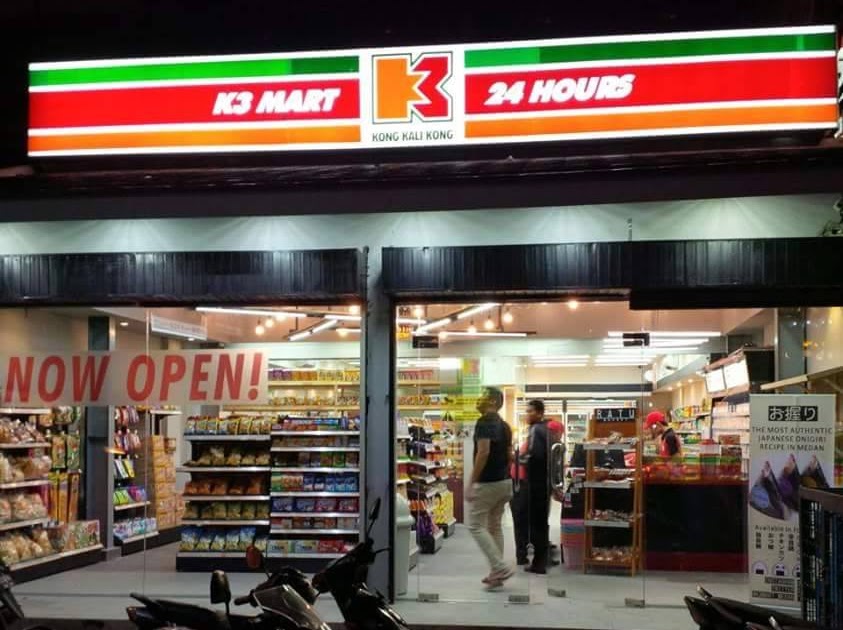 K3 MART
K3
KONG KALI KONG
24 HOURS
NOW OPEN!
RATU
お握り
THE MOST AUTHENTIC
JAPANESE ONIGIRI
RECIPE IN MEDAN